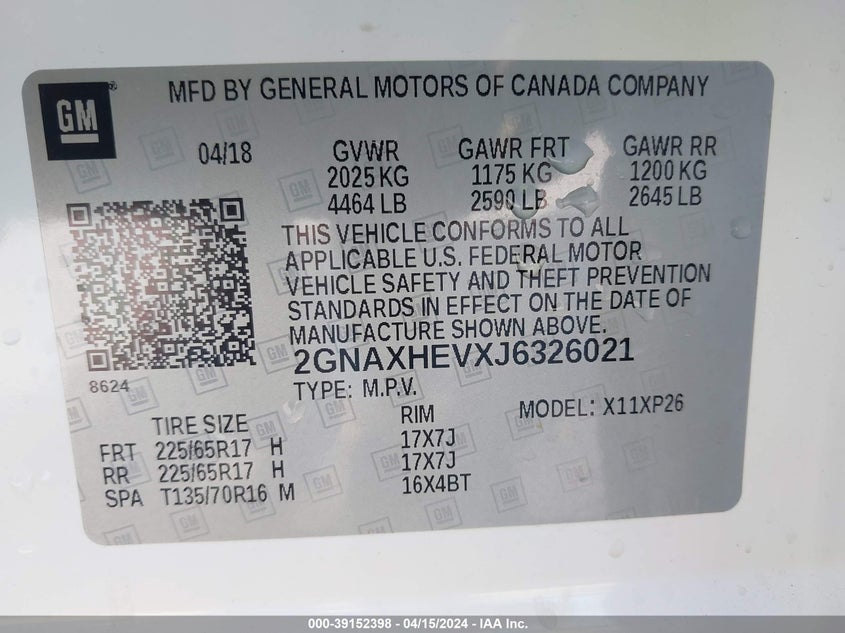 GM
MFD BY GENERAL MOTORS OF CANADA COMPANY
04/18
GVWR
2025 KG
4464 LB
GAWR FRT
1175 KG
2590 LB
GAWR RR
1200 KG
2645 LB
THIS VEHICLE CONFORMS TO ALL
APPLICABLE U.S. FEDERAL MOTOR
VEHICLE SAFETY AND THEFT PREVENTION
STANDARDS IN EFFECT ON THE DATE OF
MANUFACTURE SHOWN ABOVE.
2GNAXHEVXJ6326021
8624
TYPE: M.P.V.
MODEL: X11XP26
TIRE SIZE
RIM
FRT 225/65R17 H 17X7J
RR 225/65R17 H 17X7J
SPA T135/70R16 M 16X4BT
000-39152398 - 04/15/2024 - IAA Inc.